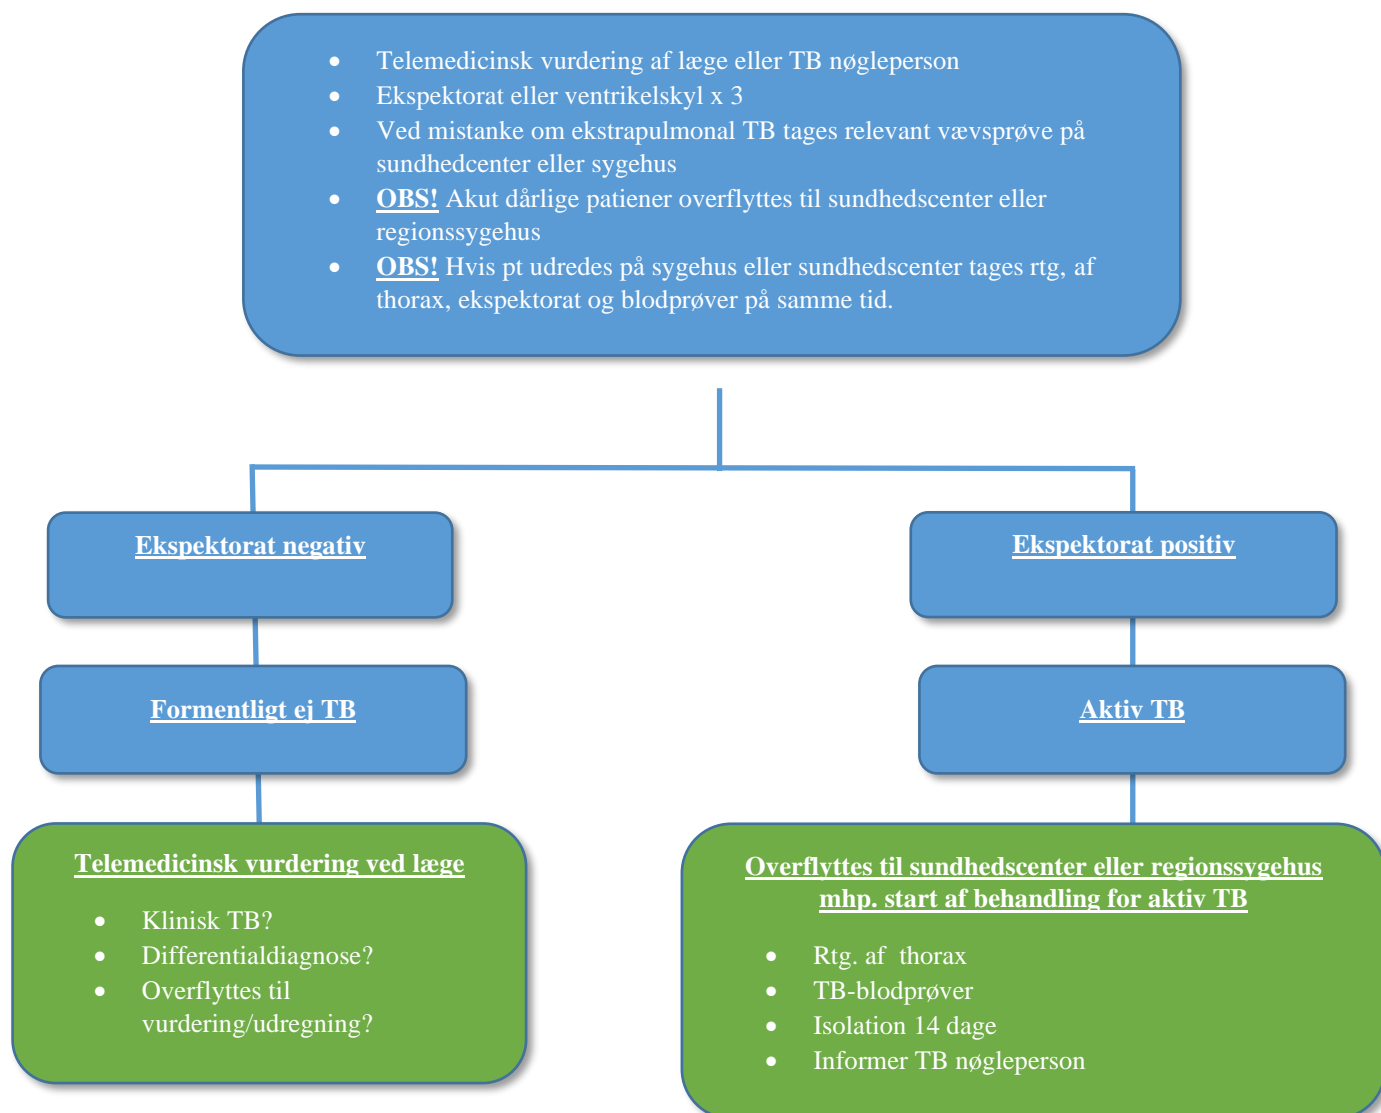 • Telemedicinsk vurdering af læge eller TB nøgleperson
• Ekspektorat eller ventrikelskyl x 3
• Ved mistanke om ekstrapulmonal TB tages relevant vævsprøve på
sundhedcenter eller sygehus
• OBS! Akut dårlige patiener overflyttes til sundhedscenter eller
regionssygehus
• OBS! Hvis pt udredes på sygehus eller sundhedscenter tages rtg, af
thorax, ekspektorat og blodprøver på samme tid.
Ekspektorat negativ
Ekspektorat positiv
Formentligt ej TB
Aktiv TB
Telemedicinsk vurdering ved læge
• Klinisk TB?
• Differentialdiagnose?
• Overflyttes til
vurdering/udregning?
Overflyttes til sundhedscenter eller regionssygehus
mhp. start af behandling for aktiv TB
• Rtg. af  thorax
• TB-blodprøver
• Isolation 14 dage
• Informer TB nøgleperson